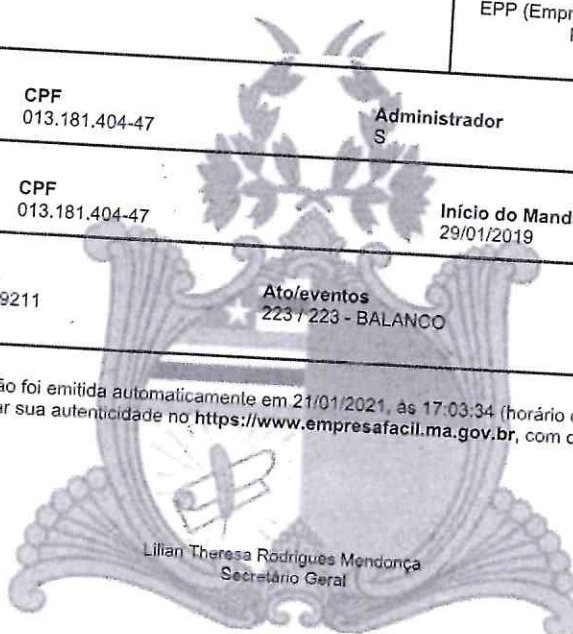 EPP (Empr
CPF
013.181.404-47
Administrador
S
CPF
013.181.404-47
Início do Mand
29/01/2019
9211
Ato/eventos
223 / 223 - BALANCO
ão foi emitida automaticamente em 21/01/2021, às 17:03:34 (horário
ar sua autenticidade no https://www.empresafacil.ma.gov.br, com
Lilian Theresa Rodrigues Mendonça
Secretário Geral